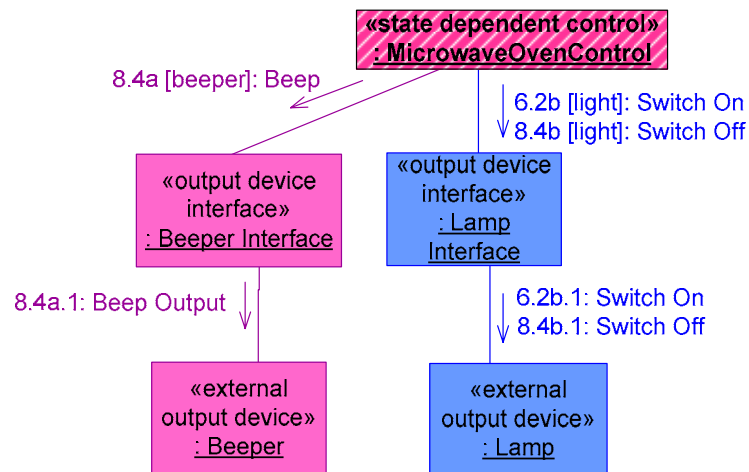 «state dependent control»
: MicrowaveOvenControl
8.4a [beeper]: Beep
6.2b [light]: Switch On
8.4b [light]: Switch Off
«output device
interface»
: Beeper Interface
«output device
interface»
: Lamp
Interface
8.4a.1: Beep Output
6.2b.1: Switch On
8.4b.1: Switch Off
«external
output device»
: Beeper
«external
output device»
: Lamp